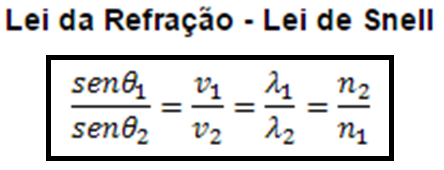 Lei da Refração - Lei de Snell
senθ₁/senθ₂ = v₁/v₂ = λ₁/λ₂ = n₂/n₁